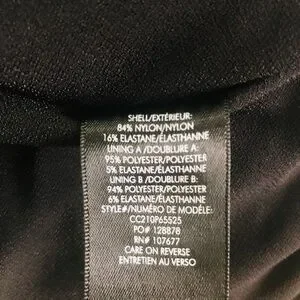 SHELL/EXTÉRIEUR:
84% NYLON/NYLON
16% ELASTANE/ÉLASTHANNE
LINING A /DOUBLURE A:
95% POLYESTER/POLYESTER
5% ELASTANE/ÉLASTHANNE
LINING B /DOUBLURE B:
94% POLYESTER/POLYESTER
6% ELASTANE/ÉLASTHANNE
STYLE#/NUMÉRO DE MODÈLE:
CC210P65525
PO# 128878
RN# 107677
CARE ON REVERSE
ENTRETIEN AU VERSO